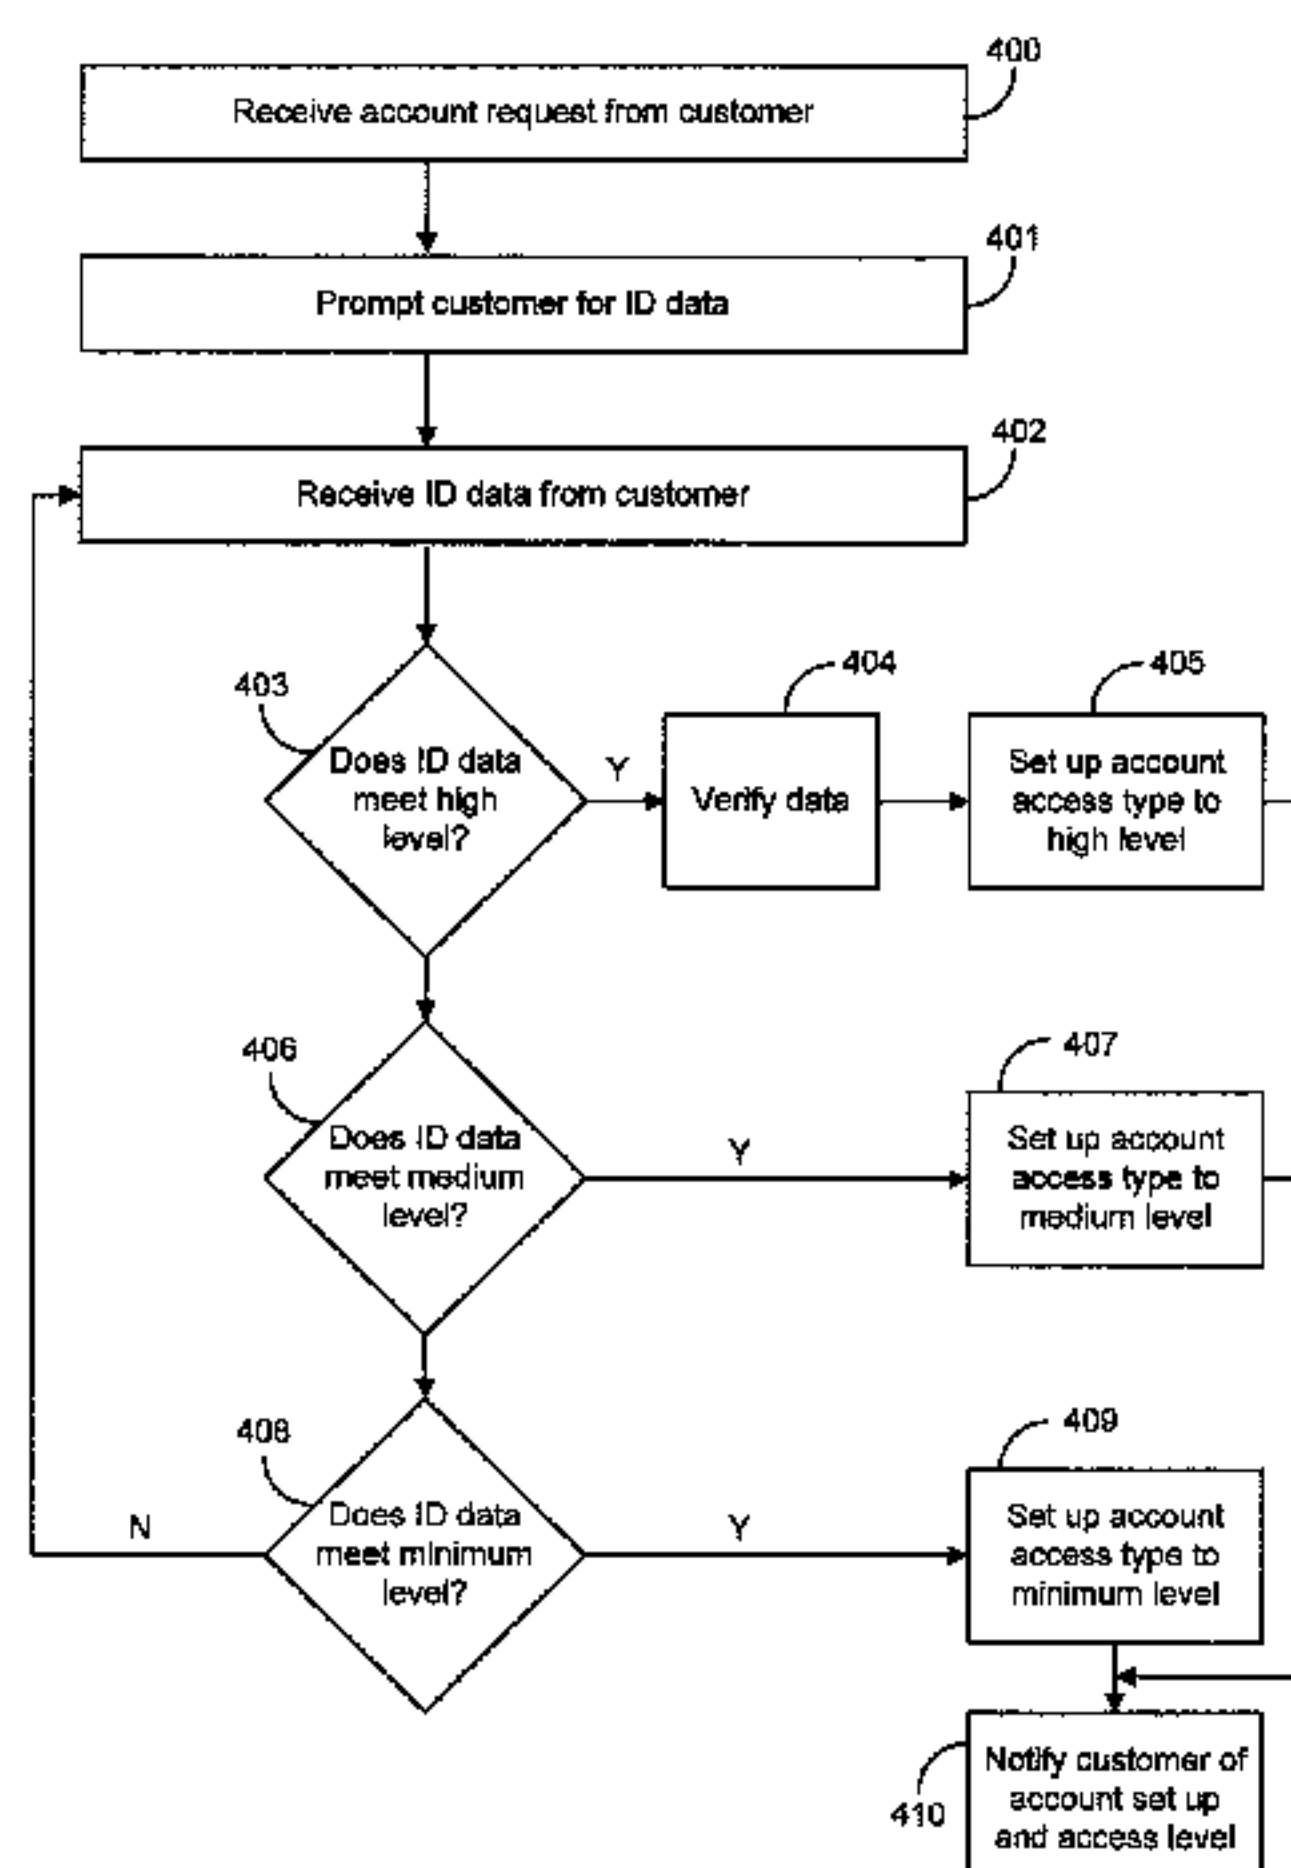 400
Receive account request from customer
401
Prompt customer for ID data
402
Receive ID data from customer
403
Does ID data
meet high
level?
Y
404
Verify data
405
Set up account
access type to
high level
406
Does ID data
meet medium
level?
Y
407
Set up account
access type to
medium level
408
Does ID data
meet minimum
level?
N
Y
409
Set up account
access type to
minimum level
410
Notify customer of
account set up
and access level